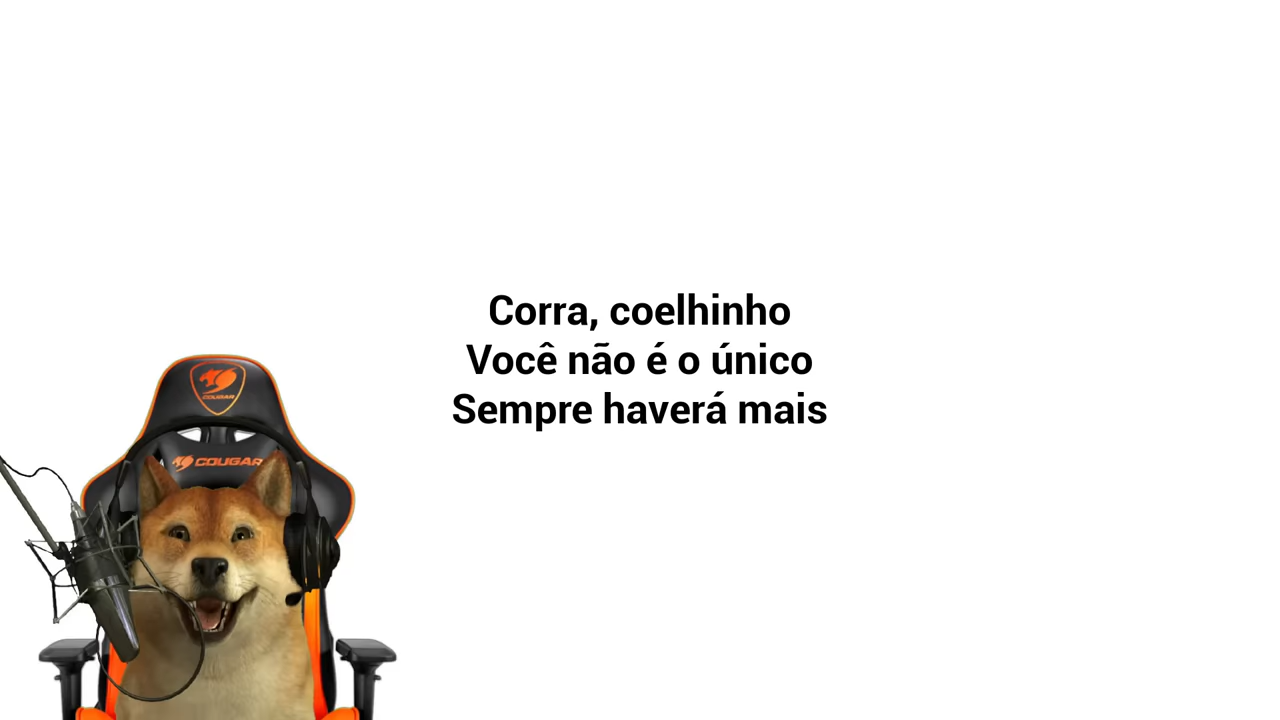 Corra, coelhinho
Você não é o único
Sempre haverá mais
COUGAR
COUGAR